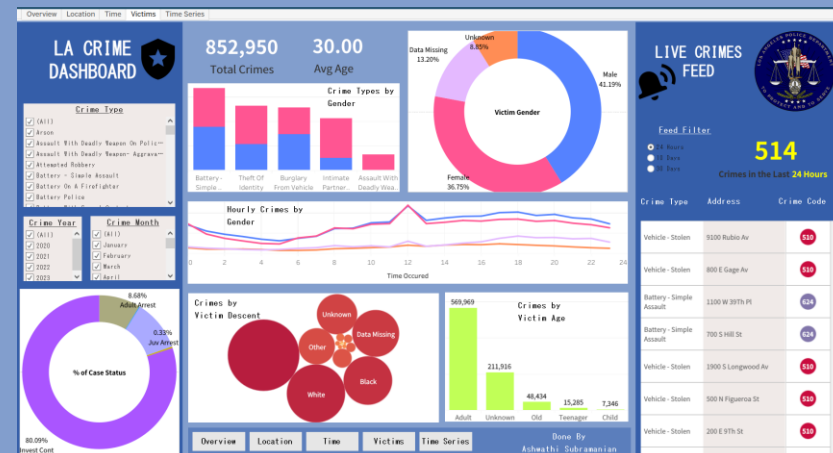 Overview Location Time Victims Time Series
LA CRIME
DASHBOARD
Crime Type
(All)
Arson
Assault With Deadly Weapon On Polic
Assault With Deadly Weapon- Aggrava
Attempted Robbery
Battery - Simple Assault
Battery On A Firefighter
Battery Police
Crime Year
(All)
2020
2021
2022
2023
Crime Month
(All)
January
February
March
April
8.68%
Adult Arrest
0.33%
Juv Arrest
% of Case Status
80.09%
Invest Cont
852,950
Total Crimes
30.00
Avg Age
Crime Types by
Gender
Battery -
Simple ..
Theft Of
Identity
Burglary
From Vehicle
Intimate
Partner..
Assault With
Deadly Wea..
Unknown
8.85%
Data Missing
13.20%
Male
41.19%
Victim Gender
Female
36.75%
Hourly Crimes by
Gender
0 2 4 6 8 10 12 14 16 18 20 22 24
Time Occured
Crimes by
Victim Descent
Unknown
Data Missing
Other
Black
White
Crimes by
Victim Age
569,969
211,916
48,434
15,285
7,346
Adult Unknown Old Teenager Child
Overview Location Time Victims Time Series
Done By
Ashwathi Subramanian
LIVE CRIMES
FEED
Feed Filter
24 Hours
514
Crimes in the Last 24 Hours
Crime Type Address Crime Code
Vehicle - Stolen 9100 Rubio Av 510
Vehicle - Stolen 800 E Gage Av 510
Battery - Simple
Assault 1100 W 39Th Pl 624
Battery - Simple
Assault 700 S Hill St 624
Vehicle - Stolen 1900 S Longwood Av 510
Vehicle - Stolen 500 N Figueroa St 510
Vehicle - Stolen 200 E 9Th St 510